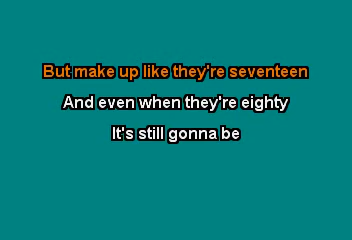 But make up like they're seventeen
And even when they're eighty
It's still gonna be